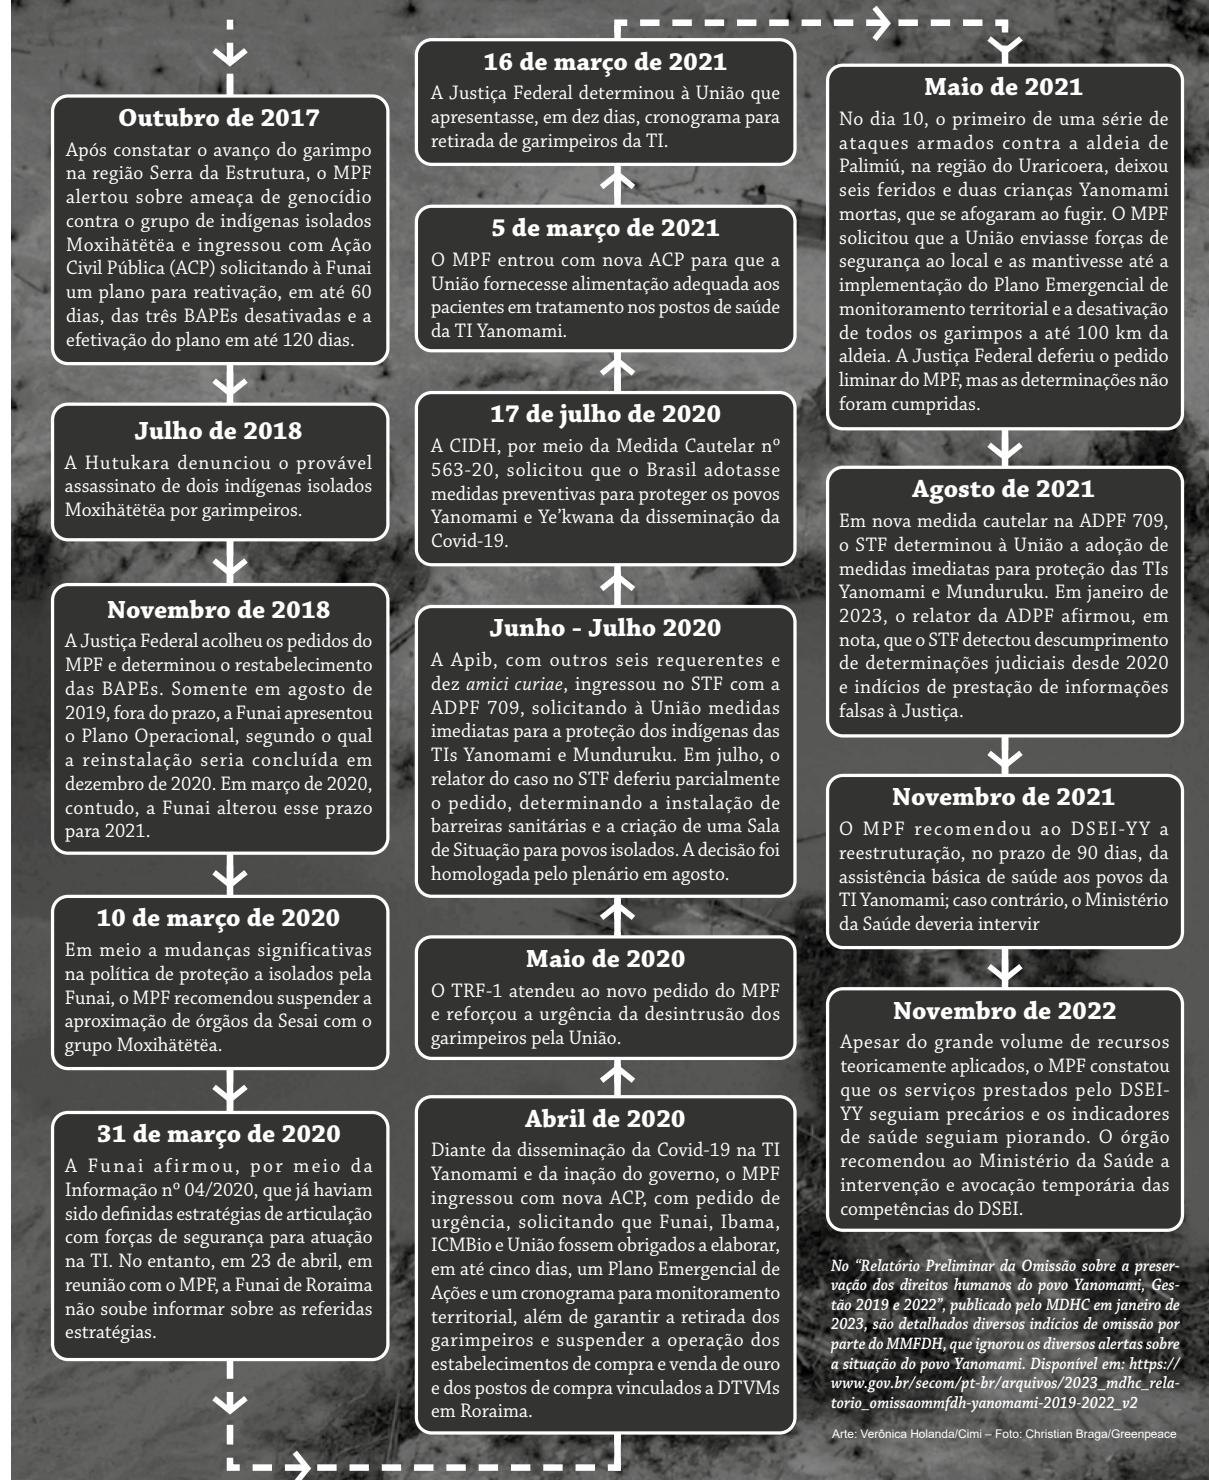 Outubro de 2017
Após constatar o avanço do garimpo
na região Serra da Estrutura, o MPF
alertou sobre ameaça de genocídio
contra o grupo de indígenas isolados
Moxihätëtëa e ingressou com Ação
Civil Pública (ACP) solicitando à Funai
um plano para reativação, em até 60
dias, das três BAPEs desativadas e a
efetivação do plano em até 120 dias.
Julho de 2018
A Hutukara denunciou o provável
assassinato de dois indígenas isolados
Moxihätëtëa por garimpeiros.
Novembro de 2018
A Justiça Federal acolheu os pedidos do
MPF e determinou o restabelecimento
das BAPEs. Somente em agosto de
2019, fora do prazo, a Funai apresentou
o Plano Operacional, segundo o qual
a reinstalação seria concluída em
dezembro de 2020. Em março de 2020,
contudo, a Funai alterou esse prazo
para 2021.
10 de março de 2020
Em meio a mudanças significativas
na política de proteção a isolados pela
Funai, o MPF recomendou suspender a
aproximação de órgãos da Sesai com o
grupo Moxihätëtëa.
31 de março de 2020
A Funai afirmou, por meio da
Informação nº 04/2020, que já haviam
sido definidas estratégias de articulação
com forças de segurança para atuação
na TI. No entanto, em 23 de abril, em
reunião com o MPF, a Funai de Roraima
não soube informar sobre as referidas
estratégias.
Abril de 2020
Diante da disseminação da Covid-19 na TI
Yanomami e da inação do governo, o MPF
ingressou com nova ACP, com pedido de
urgência, solicitando que Funai, Ibama,
ICMBio e União fossem obrigados a elaborar,
em até cinco dias, um Plano Emergencial de
Ações e um cronograma para monitoramento
territorial, além de garantir a retirada dos
garimpeiros e suspender a operação dos
estabelecimentos de compra e venda de ouro
e dos postos de compra vinculados a DTVMs
em Roraima.
Maio de 2020
O TRF-1 atendeu ao novo pedido do MPF
e reforçou a urgência da desintrusão dos
garimpeiros pela União.
Junho - Julho 2020
A Apib, com outros seis requerentes e
dez amici curiae, ingressou no STF com a
ADPF 709, solicitando à União medidas
imediatas para a proteção dos indígenas das
TIs Yanomami e Munduruku. Em julho, o
relator do caso no STF deferiu parcialmente
o pedido, determinando a instalação de
barreiras sanitárias e a criação de uma Sala
de Situação para povos isolados. A decisão foi
homologada pelo plenário em agosto.
17 de julho de 2020
A CIDH, por meio da Medida Cautelar nº
563-20, solicitou que o Brasil adotasse
medidas preventivas para proteger os povos
Yanomami e Ye’kwana da disseminação da
Covid-19.
5 de março de 2021
O MPF entrou com nova ACP para que a
União fornecesse alimentação adequada aos
pacientes em tratamento nos postos de saúde
da TI Yanomami.
16 de março de 2021
A Justiça Federal determinou à União que
apresentasse, em dez dias, cronograma para
retirada de garimpeiros da TI.
Maio de 2021
No dia 10, o primeiro de uma série de
ataques armados contra a aldeia de
Palimiú, na região do Uraricoera, deixou
seis feridos e duas crianças Yanomami
mortas, que se afogaram ao fugir. O MPF
solicitou que a União enviasse forças de
segurança ao local e as mantivesse até a
implementação do Plano Emergencial de
monitoramento territorial e a desativação
de todos os garimpos a até 100 km da
aldeia. A Justiça Federal deferiu o pedido
liminar do MPF, mas as determinações não
foram cumpridas.
Agosto de 2021
Em nova medida cautelar na ADPF 709,
o STF determinou à União a adoção de
medidas imediatas para proteção das TIs
Yanomami e Munduruku. Em janeiro de
2023, o relator da ADPF afirmou, em
nota, que o STF detectou descumprimento
de determinações judiciais desde 2020
e indícios de prestação de informações
falsas à Justiça.
Novembro de 2021
O MPF recomendou ao DSEI-YY a
reestruturação, no prazo de 90 dias, da
assistência básica de saúde aos povos da
TI Yanomami; caso contrário, o Ministério
da Saúde deveria intervir
Novembro de 2022
Apesar do grande volume de recursos
teoricamente aplicados, o MPF constatou
que os serviços prestados pelo DSEI-
YY seguiam precários e os indicadores
de saúde seguiam piorando. O órgão
recomendou ao Ministério da Saúde a
intervenção e avocação temporária das
competências do DSEI.
No “Relatório Preliminar da Omissão sobre a preser-
vação dos direitos humanos do povo Yanomami, Ges-
tão 2019 e 2022”, publicado pelo MDHC em janeiro de
2023, são detalhados diversos indícios de omissão por
parte do MMFDH, que ignorou os diversos alertas sobre
a situação do povo Yanomami. Disponível em: https://
www.gov.br/secom/pt-br/arquivos/2023_mdhc_rela-
torio_omissaommfdh-yanomami-2019-2022_v2
Arte: Verônica Holanda/Cimi – Foto: Christian Braga/Greenpeace